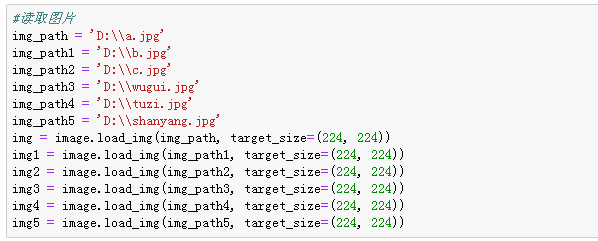 #读取图片
img_path = 'D:\\a.jpg'
img_path1 = 'D:\\b.jpg'
img_path2 = 'D:\\c.jpg'
img_path3 = 'D:\\wugui.jpg'
img_path4 = 'D:\\tuzi.jpg'
img_path5 = 'D:\\shanyang.jpg'
img = image.load_img(img_path, target_size=(224, 224))
img1 = image.load_img(img_path1, target_size=(224, 224))
img2 = image.load_img(img_path2, target_size=(224, 224))
img3 = image.load_img(img_path3, target_size=(224, 224))
img4 = image.load_img(img_path4, target_size=(224, 224))
img5 = image.load_img(img_path5, target_size=(224, 224))